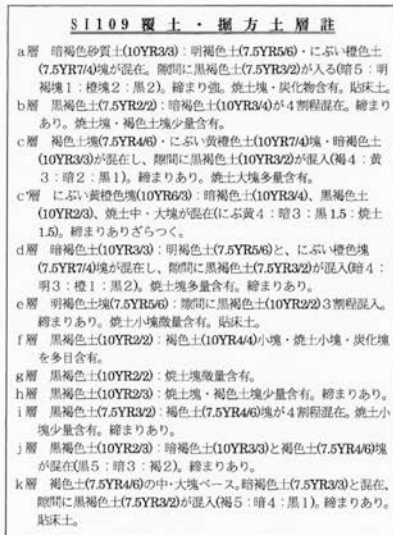 SI109 覆土・掘方土層註
a層 暗褐色砂質土(10YR3/3)：明褐色土(7.5YR5/6)・にぶい橙色土
(7.5YR7/4)塊が混在。隙間に黒褐色土(7.5YR3/2)が入る(暗5：明
褐塊1：橙塊2：黒2)。締まり強。焼土塊・炭化物含有。貼床土。
b層 黒褐色土(7.5YR2/2)：暗褐色土(10YR3/4)が４割程混在。締まり
あり。焼土塊・褐色土塊少量含有。
c層 褐色土塊(7.5YR4/6)・にぶい黄橙色土(10YR7/4)塊・暗褐色土
(10YR3/3)が混在し、隙間に黒褐色土(10YR3/2)が混入(褐4：黄
3：暗2：黒1)。締まりあり。焼土大塊多量含有。
c'層 にぶい黄橙色塊(10YR6/3)：暗褐色土(10YR3/4)、黒褐色土
(10YR2/3)、焼土中・大塊が混在(にぶ黄4：暗3：黒1.5：焼土
1.5)。締まりありざらつく。
d層 暗褐色土(10YR3/3)：明褐色土(7.5YR5/6)と、にぶい橙色塊
(7.5YR7/4)塊が混在し、隙間に黒褐色土(7.5YR3/2)が混入(暗4：
明3：橙1：黒2)。焼土塊多量含有。締まりあり。
e層 明褐色土塊(7.5YR5/6)：隙間に黒褐色土(10YR2/2)３割程混入。
締まりあり。焼土小塊微量含有。貼床土。
f層 黒褐色土(10YR2/2)：褐色土(10YR4/4)小塊・焼土小塊・炭化塊
を多目含有。
g層 黒褐色土(10YR2/2)：焼土塊微量含有。
h層 黒褐色土(10YR2/3)：焼土塊・褐色土塊少量含有。締まりあり。
i層 黒褐色土(7.5YR3/2)：褐色土(7.5YR4/6)塊が４割程混在。焼土小
塊少量含有。締まりあり。
j層 黒褐色土(10YR2/3)：暗褐色土(10YR3/3)と褐色土(7.5YR4/6)塊
が混在(黒5：暗3：褐2)。締まりあり。
k層 褐色土(7.5YR4/6)の中・大塊ベース。暗褐色土(7.5YR3/3)と混在、
隙間に黒褐色土(7.5YR3/2)が混入(褐5：暗4：黒1)。締まりあり。
貼床土。